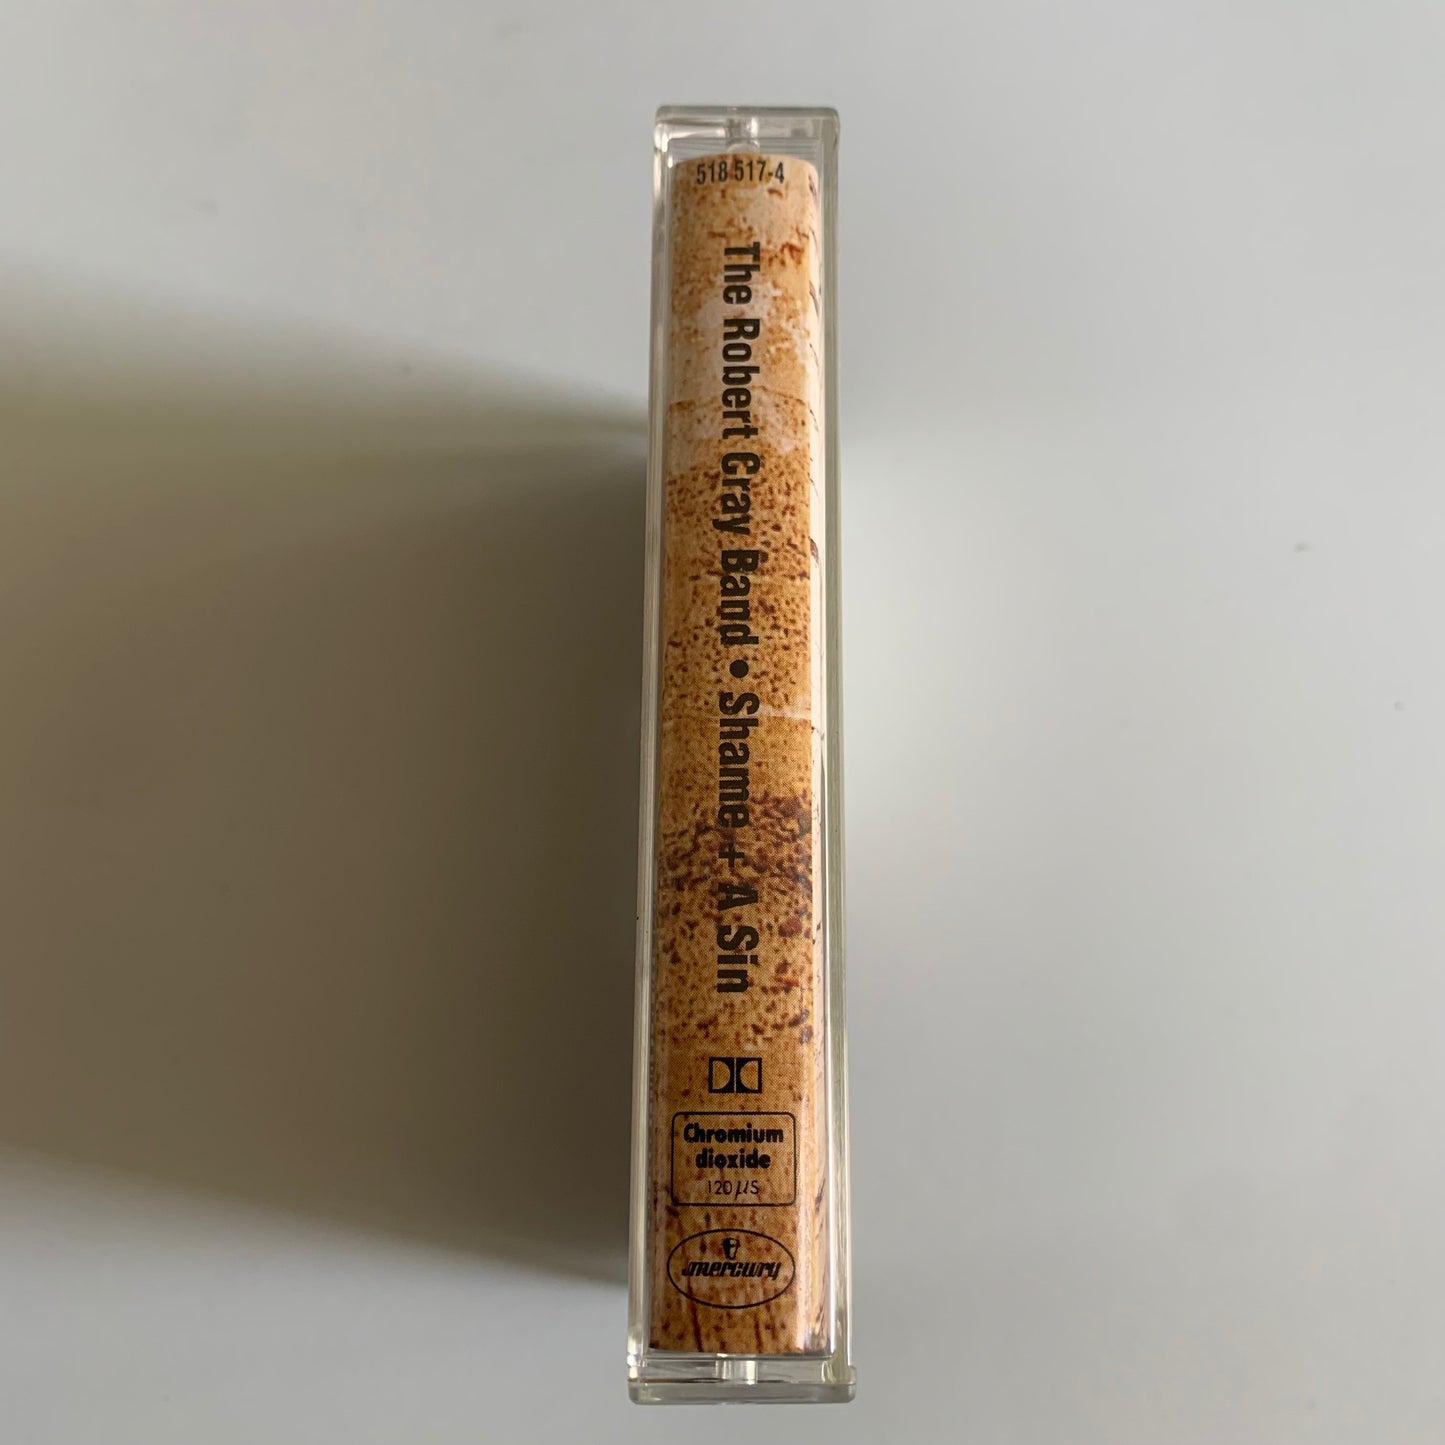 518 517-4
The Robert Cray Band • Shame + A Sin
Chromium
dioxide
120 µs
mercury